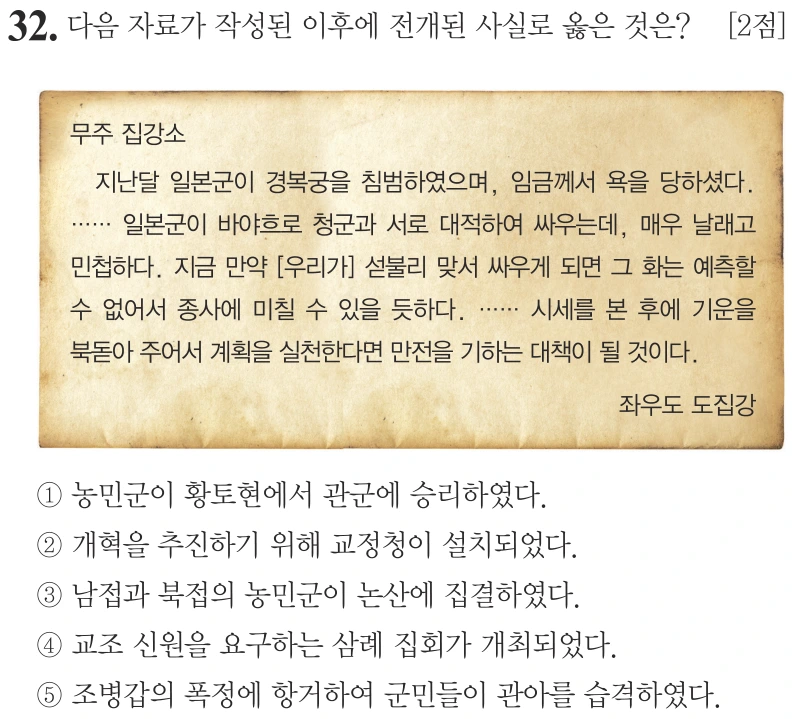 32. 다음 자료가 작성된 이후에 전개된 사실로 옳은 것은? [2점]
무주 집강소
지난달 일본군이 경복궁을 침범하였으며, 임금께서 욕을 당하셨다.
…… 일본군이 바야흐로 청군과 서로 대적하여 싸우는데, 매우 날래고
민첩하다. 지금 만약 [우리가] 섣불리 맞서 싸우게 되면 그 화는 예측할
수 없어서 종사에 미칠 수 있을 듯하다. …… 시세를 본 후에 기운을
북돋아 주어서 계획을 실천한다면 만전을 기하는 대책이 될 것이다.
좌우도 도집강
① 농민군이 황토현에서 관군에 승리하였다.
② 개혁을 추진하기 위해 교정청이 설치되었다.
③ 남접과 북접의 농민군이 논산에 집결하였다.
④ 교조 신원을 요구하는 삼례 집회가 개최되었다.
⑤ 조병갑의 폭정에 항거하여 군민들이 관아를 습격하였다.